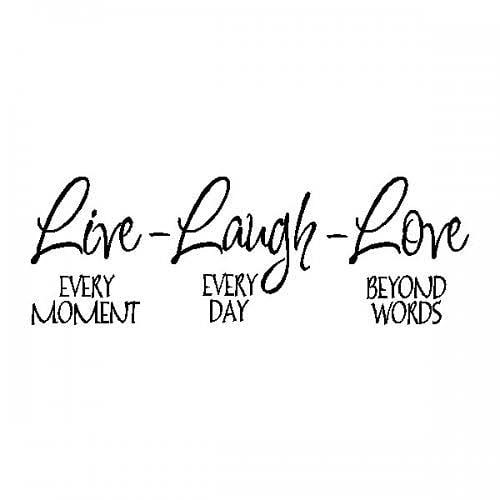 Live - Laugh - Love
EVERY MOMENT
EVERY DAY
BEYOND WORDS